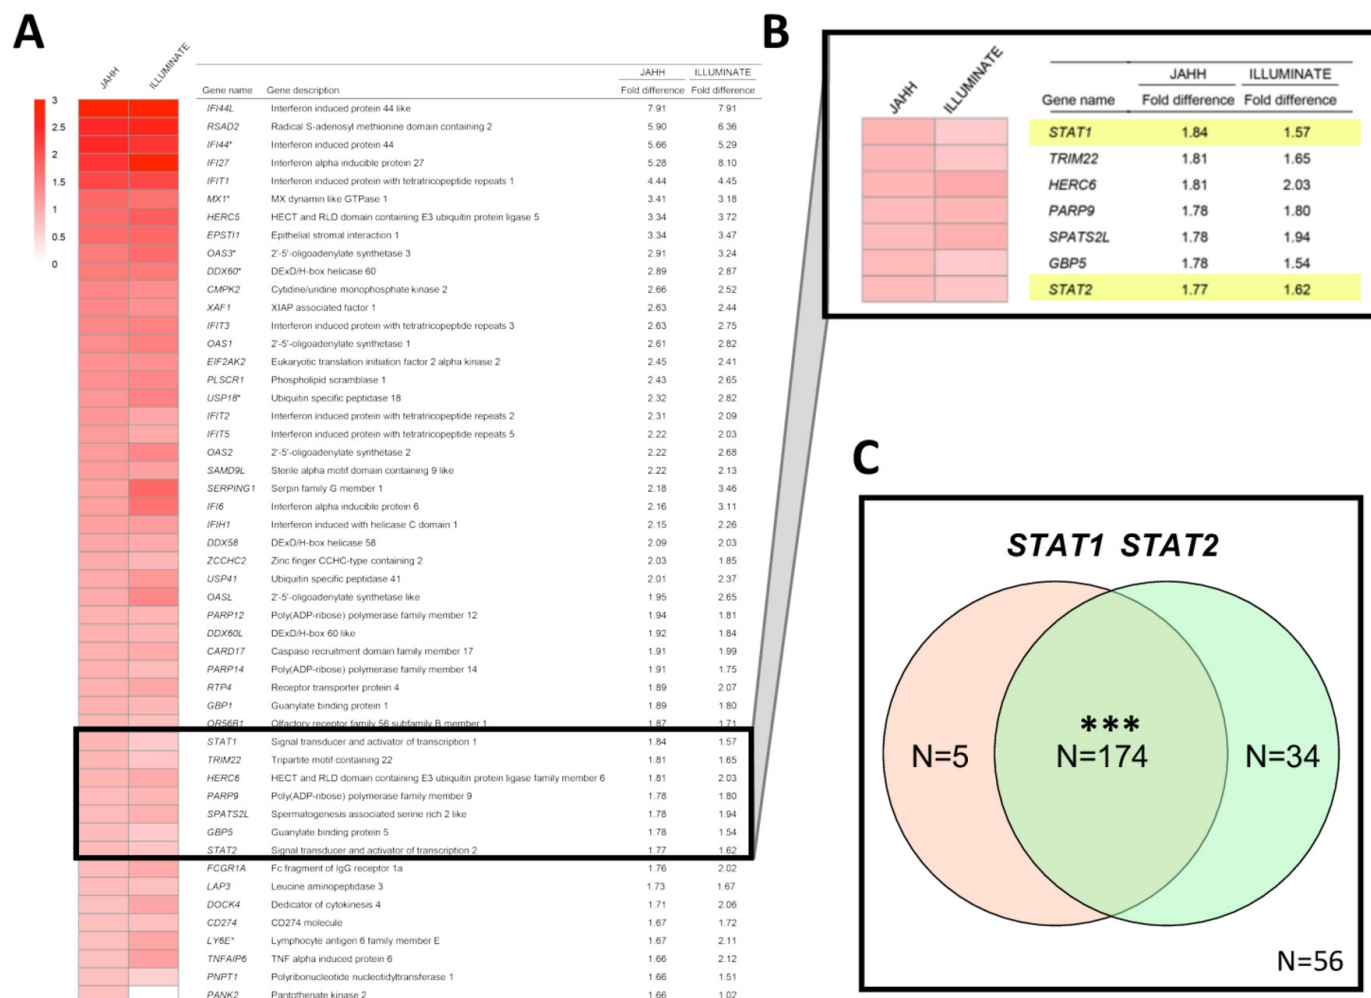 A
JAHH ILLUMINATE
3
2.5
2
1.5
1
0.5
0
JAHH ILLUMINATE
Gene name Gene description Fold difference Fold difference
IFI44L Interferon induced protein 44 like 7.91 7.91
RSAD2 Radical S-adenosyl methionine domain containing 2 5.90 6.36
IFI44* Interferon induced protein 44 5.66 5.29
IFI27 Interferon alpha inducible protein 27 5.28 8.10
IFIT1 Interferon induced protein with tetratricopeptide repeats 1 4.44 4.45
MX1* MX dynamin like GTPase 1 3.41 3.18
HERC5 HECT and RLD domain containing E3 ubiquitin protein ligase 5 3.34 3.72
EPSTI1 Epithelial stromal interaction 1 3.34 3.47
OAS3* 2'-5'-oligoadenylate synthetase 3 2.91 3.24
DDX60* DExD/H-box helicase 60 2.89 2.87
CMPK2 Cytidine/uridine monophosphate kinase 2 2.66 2.52
XAF1 XIAP associated factor 1 2.63 2.44
IFIT3 Interferon induced protein with tetratricopeptide repeats 3 2.63 2.75
OAS1 2'-5'-oligoadenylate synthetase 1 2.61 2.82
EIF2AK2 Eukaryotic translation initiation factor 2 alpha kinase 2 2.45 2.41
PLSCR1 Phospholipid scramblase 1 2.43 2.65
USP18* Ubiquitin specific peptidase 18 2.32 2.82
IFIT2 Interferon induced protein with tetratricopeptide repeats 2 2.31 2.09
IFIT5 Interferon induced protein with tetratricopeptide repeats 5 2.22 2.03
OAS2 2'-5'-oligoadenylate synthetase 2 2.22 2.68
SAMD9L Sterile alpha motif domain containing 9 like 2.22 2.13
SERPING1 Serpin family G member 1 2.18 3.46
IFI6 Interferon alpha inducible protein 6 2.16 3.11
IFIH1 Interferon induced with helicase C domain 1 2.15 2.26
DDX58 DExD/H-box helicase 58 2.09 2.03
ZCCHC2 Zinc finger CCHC-type containing 2 2.03 1.85
USP41 Ubiquitin specific peptidase 41 2.01 2.37
OASL 2'-5'-oligoadenylate synthetase like 1.95 2.65
PARP12 Poly(ADP-ribose) polymerase family member 12 1.94 1.81
DDX60L DExD/H-box 60 like 1.92 1.84
CARD17 Caspase recruitment domain family member 17 1.91 1.99
PARP14 Poly(ADP-ribose) polymerase family member 14 1.91 1.75
RTP4 Receptor transporter protein 4 1.89 2.07
GBP1 Guanylate binding protein 1 1.89 1.80
OR56B1 Olfactory receptor family 56 subfamily B member 1 1.87 1.71
STAT1 Signal transducer and activator of transcription 1 1.84 1.57
TRIM22 Tripartite motif containing 22 1.81 1.65
HERC6 HECT and RLD domain containing E3 ubiquitin protein ligase family member 6 1.81 2.03
PARP9 Poly(ADP-ribose) polymerase family member 9 1.78 1.80
SPATS2L Spermatogenesis associated serine rich 2 like 1.78 1.94
GBP5 Guanylate binding protein 5 1.78 1.54
STAT2 Signal transducer and activator of transcription 2 1.77 1.62
FCGR1A Fc fragment of IgG receptor 1a 1.76 2.02
LAP3 Leucine aminopeptidase 3 1.73 1.67
DOCK4 Dedicator of cytokinesis 4 1.71 2.06
CD274 CD274 molecule 1.67 1.72
LY6E* Lymphocyte antigen 6 family member E 1.67 2.11
TNFAIP6 TNF alpha induced protein 6 1.66 2.12
PNPT1 Polyribonucleotide nucleotidyltransferase 1 1.66 1.51
PANK2 Pantothenate kinase 2 1.66 1.02
B
JAHH ILLUMINATE
JAHH ILLUMINATE
Gene name Fold difference Fold difference
STAT1 1.84 1.57
TRIM22 1.81 1.65
HERC6 1.81 2.03
PARP9 1.78 1.80
SPATS2L 1.78 1.94
GBP5 1.78 1.54
STAT2 1.77 1.62
C
STAT1 STAT2
***
N=5 N=174 N=34
N=56